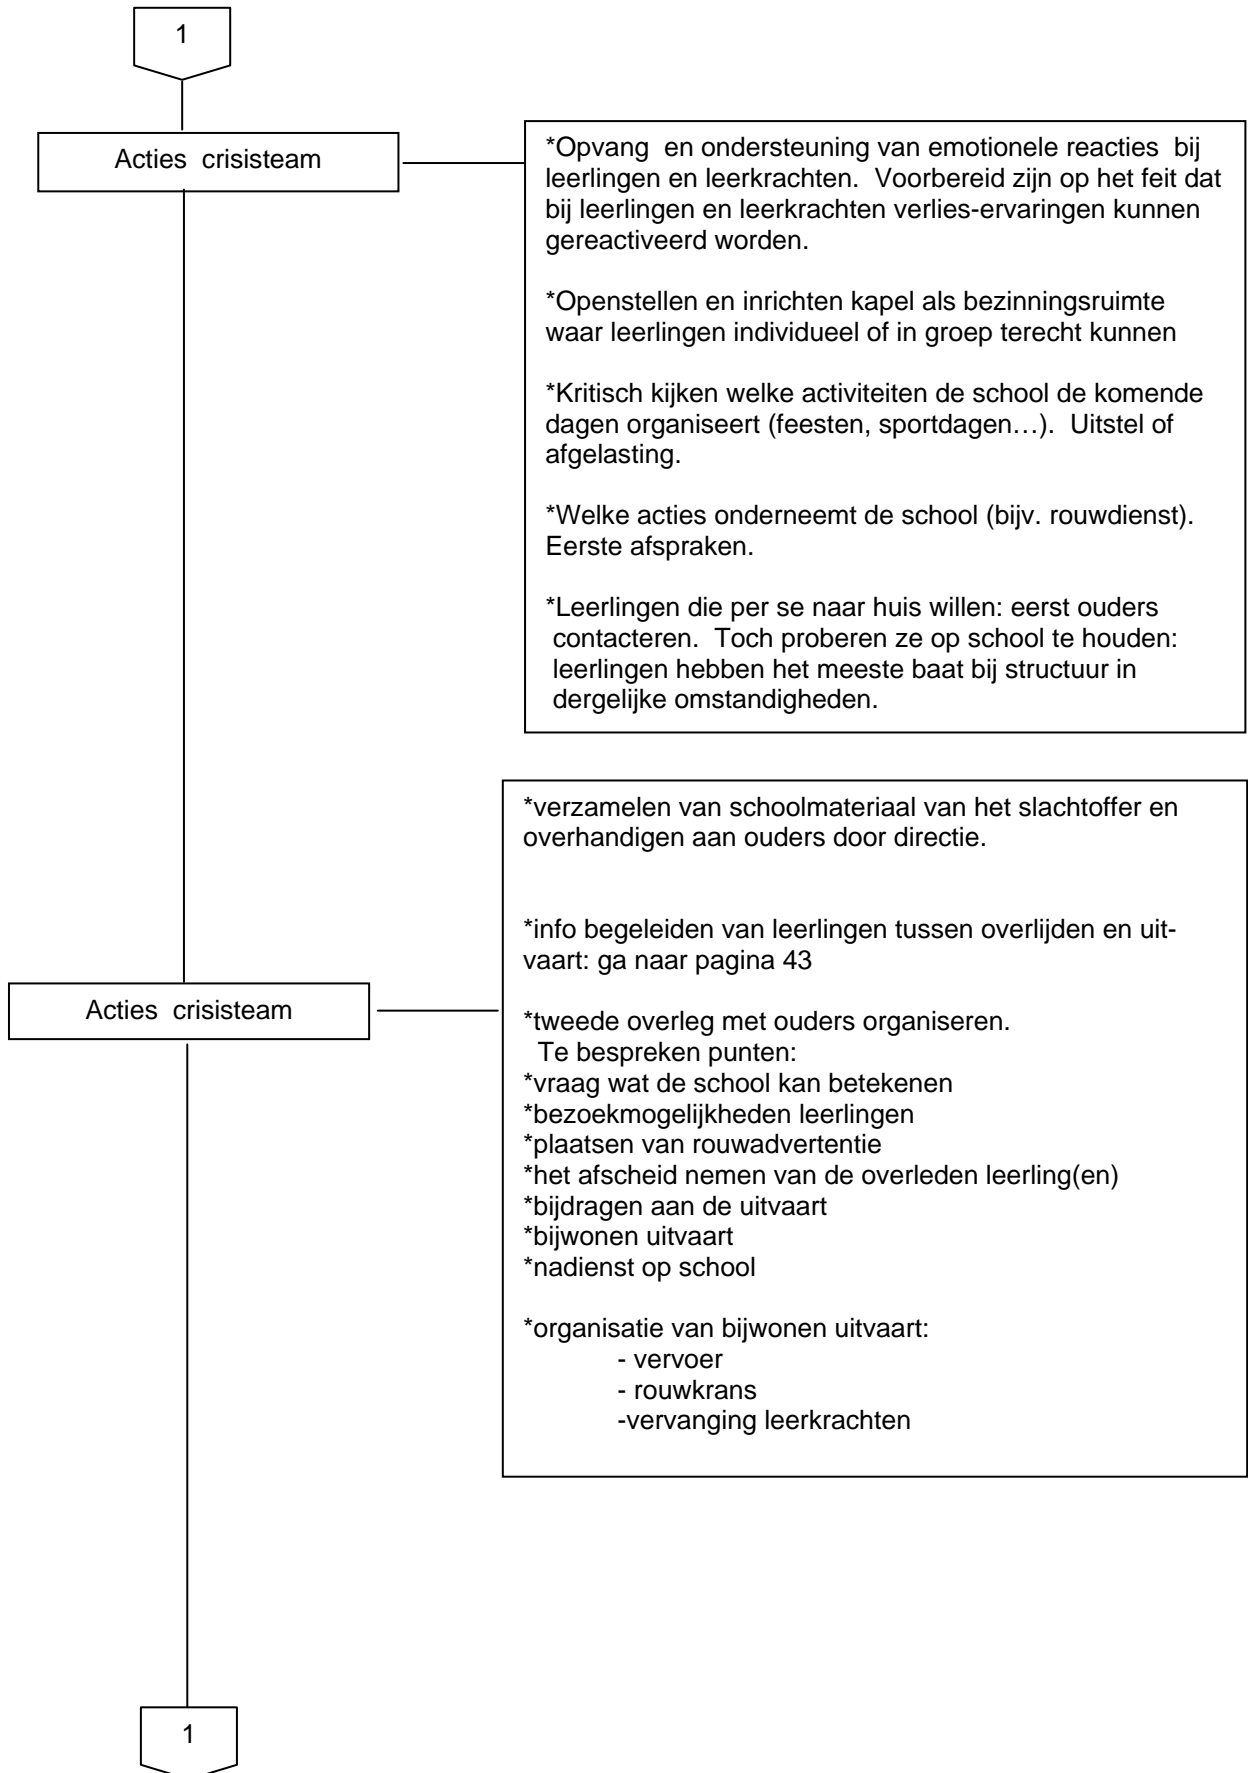 1
Acties crisisteam
*Opvang en ondersteuning van emotionele reacties bij
leerlingen en leerkrachten. Voorbereid zijn op het feit dat
bij leerlingen en leerkrachten verlies-ervaringen kunnen
gereactiveerd worden.
*Openstellen en inrichten kapel als bezinningsruimte
waar leerlingen individueel of in groep terecht kunnen
*Kritisch kijken welke activiteiten de school de komende
dagen organiseert (feesten, sportdagen…). Uitstel of
afgelasting.
*Welke acties onderneemt de school (bijv. rouwdienst).
Eerste afspraken.
*Leerlingen die per se naar huis willen: eerst ouders
contacteren. Toch proberen ze op school te houden:
leerlingen hebben het meeste baat bij structuur in
dergelijke omstandigheden.
Acties crisisteam
*verzamelen van schoolmateriaal van het slachtoffer en
overhandigen aan ouders door directie.
*info begeleiden van leerlingen tussen overlijden en uit-
vaart: ga naar pagina 43
*tweede overleg met ouders organiseren.
Te bespreken punten:
*vraag wat de school kan betekenen
*bezoekmogelijkheden leerlingen
*plaatsen van rouwadvertentie
*het afscheid nemen van de overleden leerling(en)
*bijdragen aan de uitvaart
*bijwonen uitvaart
*nadienst op school
*organisatie van bijwonen uitvaart:
- vervoer
- rouwkrans
-vervanging leerkrachten
1